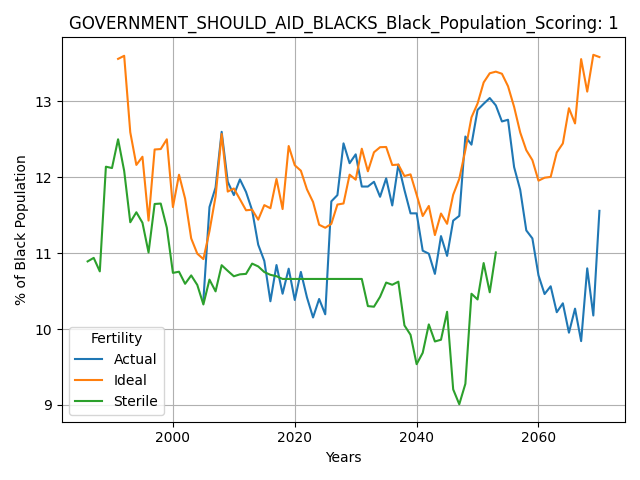 GOVERNMENT_SHOULD_AID_BLACKS_Black_Population_Scoring: 1
% of Black Population
13
12
11
10
9
Fertility
Actual
Ideal
Sterile
2000
2020
2040
2060
Years